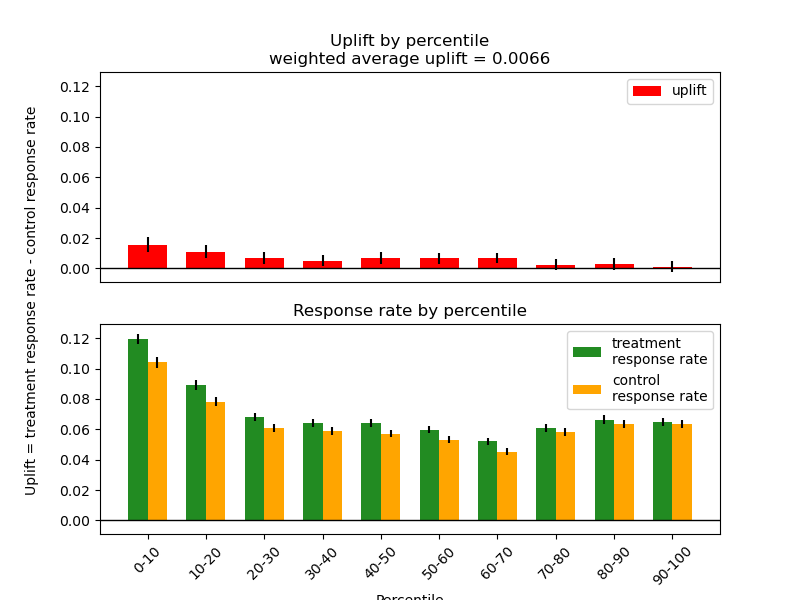 Uplift by percentile
weighted average uplift = 0.0066
uplift
0.12
0.10
0.08
0.06
0.04
0.02
0.00
Uplift = treatment response rate - control response rate
Response rate by percentile
treatment
response rate
control
response rate
0.12
0.10
0.08
0.06
0.04
0.02
0.00
0-10
10-20
20-30
30-40
40-50
50-60
60-70
70-80
80-90
90-100
Percentile